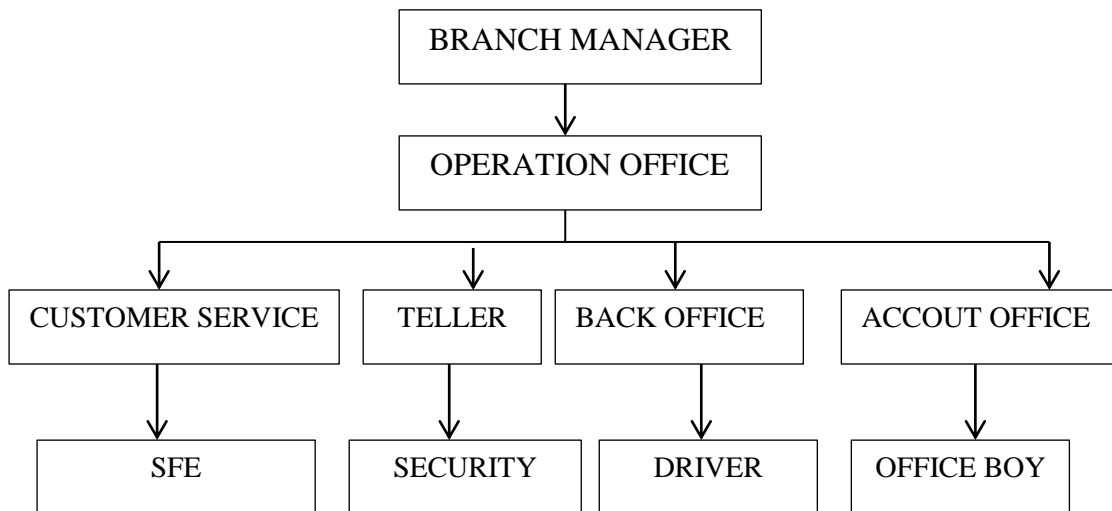 BRANCH MANAGER
OPERATION OFFICE
CUSTOMER SERVICE
TELLER
BACK OFFICE
ACCOUT OFFICE
SFE
SECURITY
DRIVER
OFFICE BOY